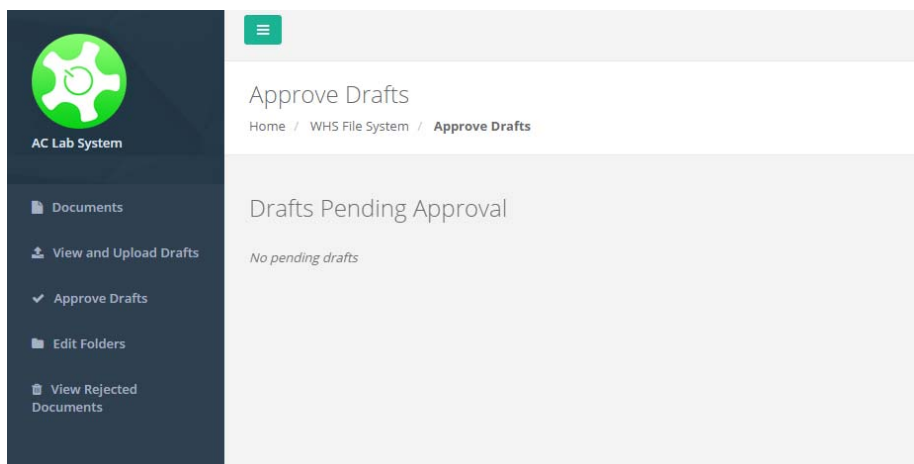 AC Lab System
Documents
View and Upload Drafts
Approve Drafts
Edit Folders
View Rejected
Documents
Approve Drafts
Home / WHS File System / Approve Drafts
Drafts Pending Approval
No pending drafts